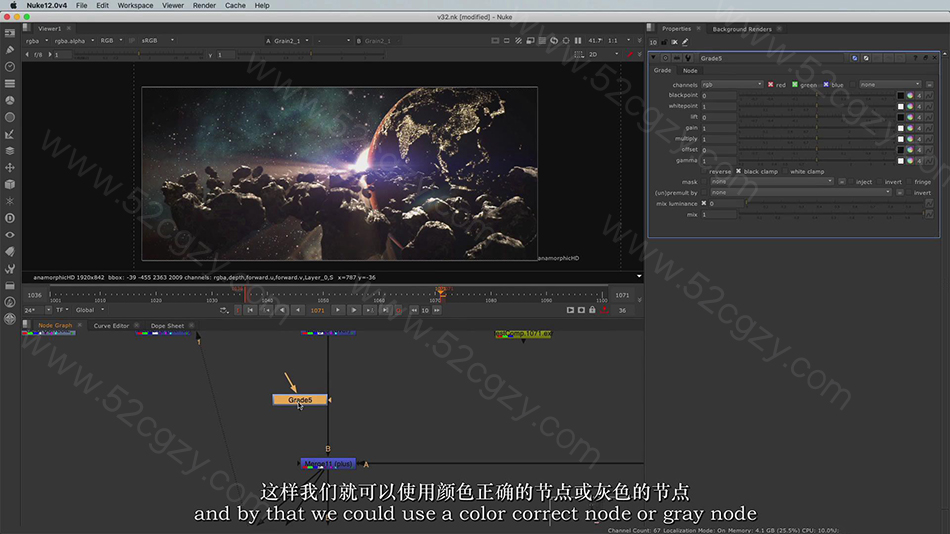 Nuke12.0v4 File Edit Workspace Viewer Render Cache Help
v32.nk [modified] - Nuke
Viewer1
rgba rgba.alpha RGB IP sRGB A Grain2_1 - B Grain2_1 41.7 1:1
f/8 1 Y 1 2D
anamorphicHD
anamorphicHD 1920x842 bbox: -39 -455 2363 2009 channels: rgba,depth,forward.u,forward.v,Layer_0,S x=787 y=-36
1036 1001 1010 1020 1030 1040 1050 1060 1070 1080 1090 1100 1071
24* TF Global 1071 10 36
Node Graph Curve Editor Dope Sheet
1
Grade5
B
Merge11 (plus)
A
Properties Background Renders
10
Grade5
Grade Node
channels rgb red green blue none
blackpoint 0
whitepoint 1
lift 0
gain 1
multiply 1
offset 0
gamma 1
reverse black clamp white clamp
mask none inject invert fringe
(un)premult by none invert
mix luminance 0
mix 1
www.52cgzy.com
这样我们就可以使用颜色正确的节点或灰色的节点
and by that we could use a color correct node or gray node
Channel Count: 67 Localization Mode: On Memory: 4.1 GB (25.5%) CPU: 10.0%